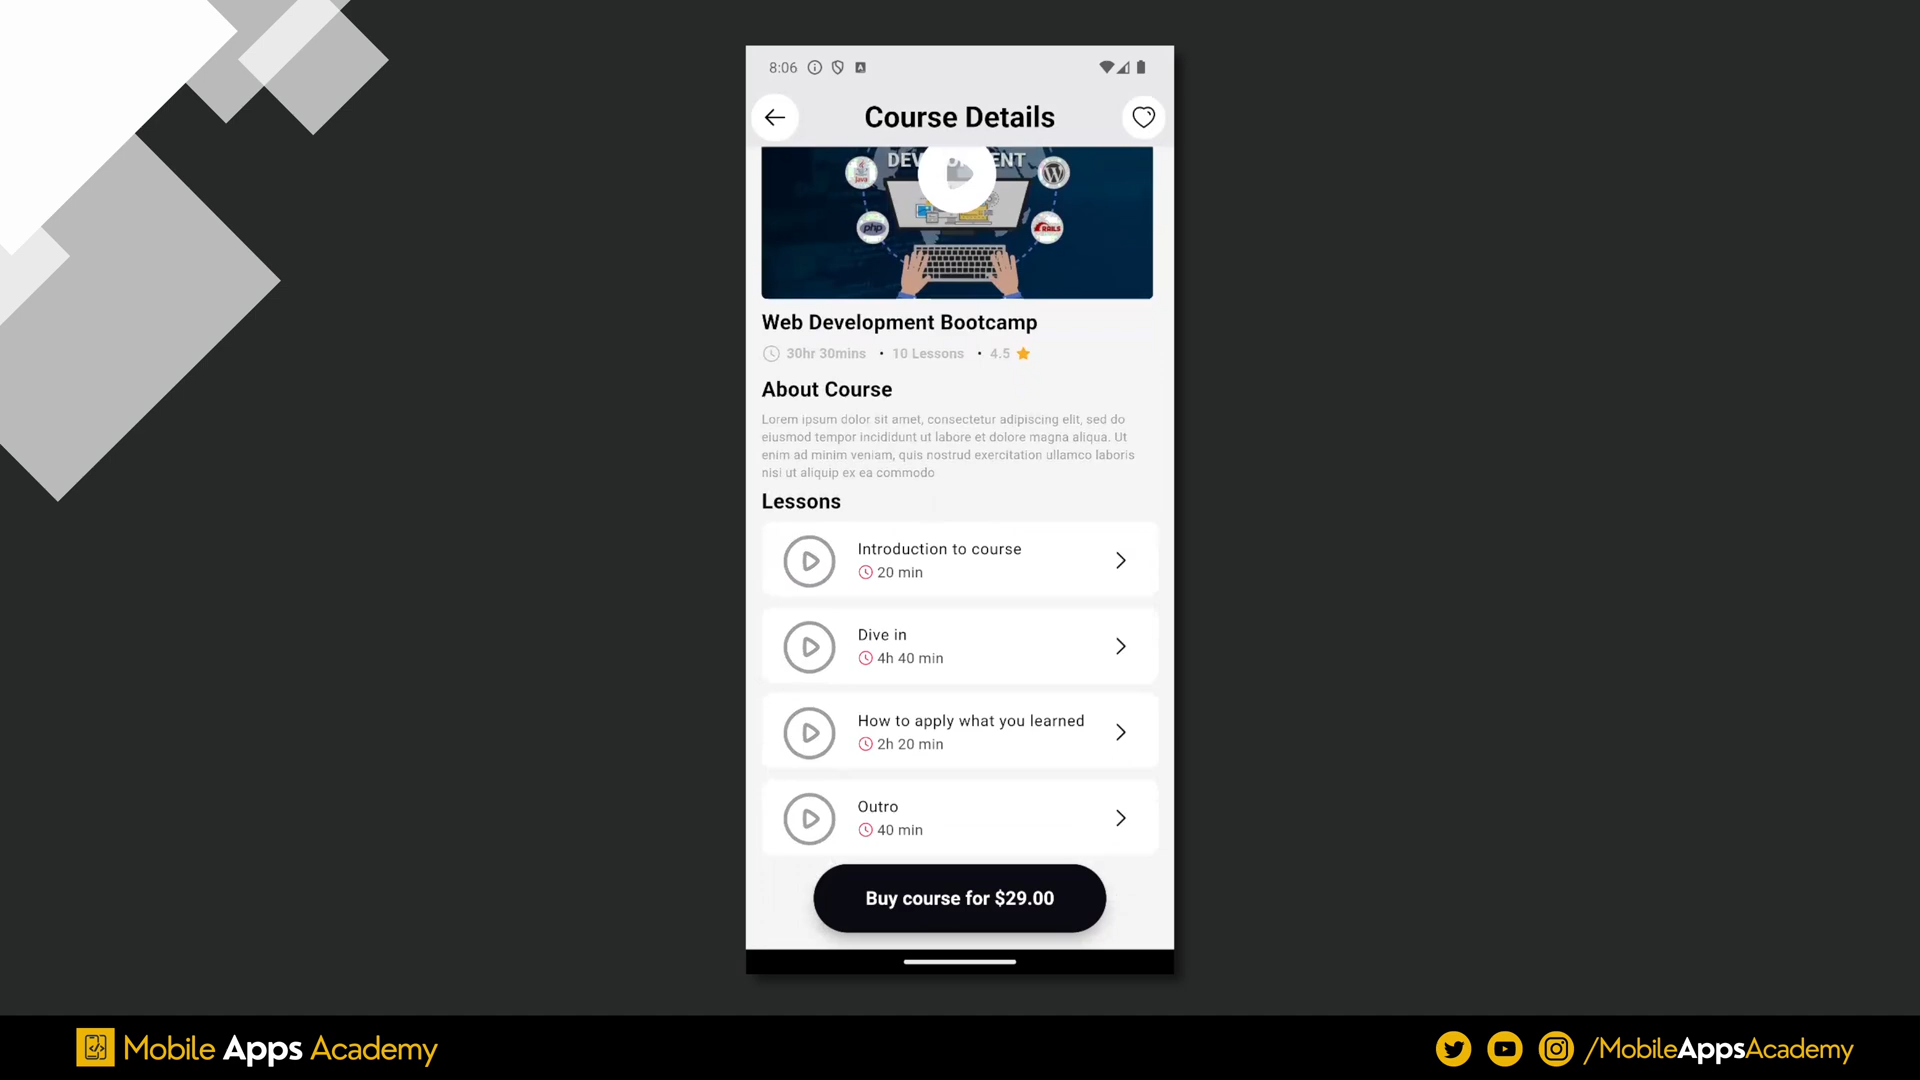 8:06
Course Details
DEVELOPMENT
Java
php
RAILS
Web Development Bootcamp
30hr 30mins • 10 Lessons • 4.5
About Course
Lorem ipsum dolor sit amet, consectetur adipiscing elit, sed do
eiusmod tempor incididunt ut labore et dolore magna aliqua. Ut
enim ad minim veniam, quis nostrud exercitation ullamco laboris
nisi ut aliquip ex ea commodo
Lessons
Introduction to course
20 min
Dive in
4h 40 min
How to apply what you learned
2h 20 min
Outro
40 min
Buy course for $29.00
Mobile Apps Academy
/MobileAppsAcademy